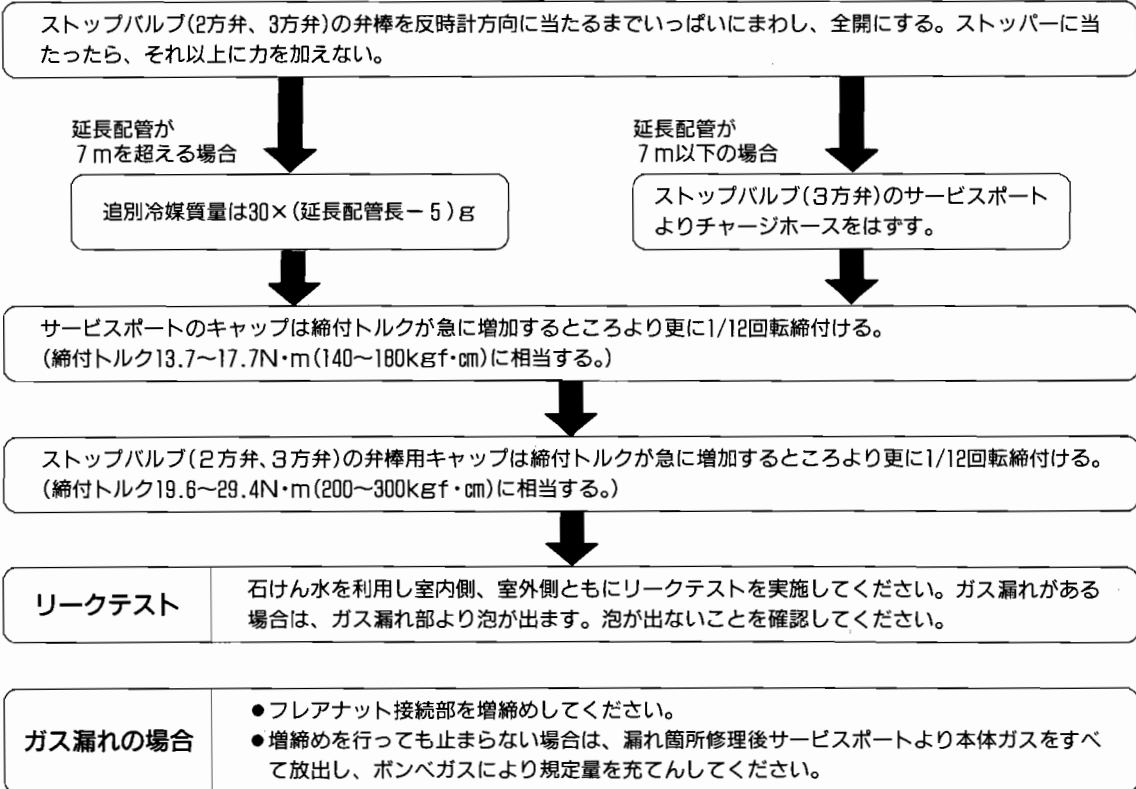 ストップバルブ(2方弁、3方弁)の弁棒を反時計方向に当たるまでいっぱいにまわし、全開にする。ストッパーに当
たったら、それ以上に力を加えない。
延長配管が
7mを超える場合
追別冷媒質量は30×(延長配管長－5)g
延長配管が
7m以下の場合
ストップバルブ(3方弁)のサービスポート
よりチャージホースをはずす。
サービスポートのキャップは締付トルクが急に増加するところより更に1/12回転締付ける。
(締付トルク13.7〜17.7N・m(140〜180kgf・cm)に相当する。)
ストップバルブ(2方弁、3方弁)の弁棒用キャップは締付トルクが急に増加するところより更に1/12回転締付ける。
(締付トルク19.6〜29.4N・m(200〜300kgf・cm)に相当する。)
リークテスト
石けん水を利用し室内側、室外側ともにリークテストを実施してください。ガス漏れがある
場合は、ガス漏れ部より泡が出ます。泡が出ないことを確認してください。
ガス漏れの場合
●フレアナット接続部を増締めしてください。
●増締めを行っても止まらない場合は、漏れ箇所修理後サービスポートより本体ガスをすべ
て放出し、ボンベガスにより規定量を充てんしてください。